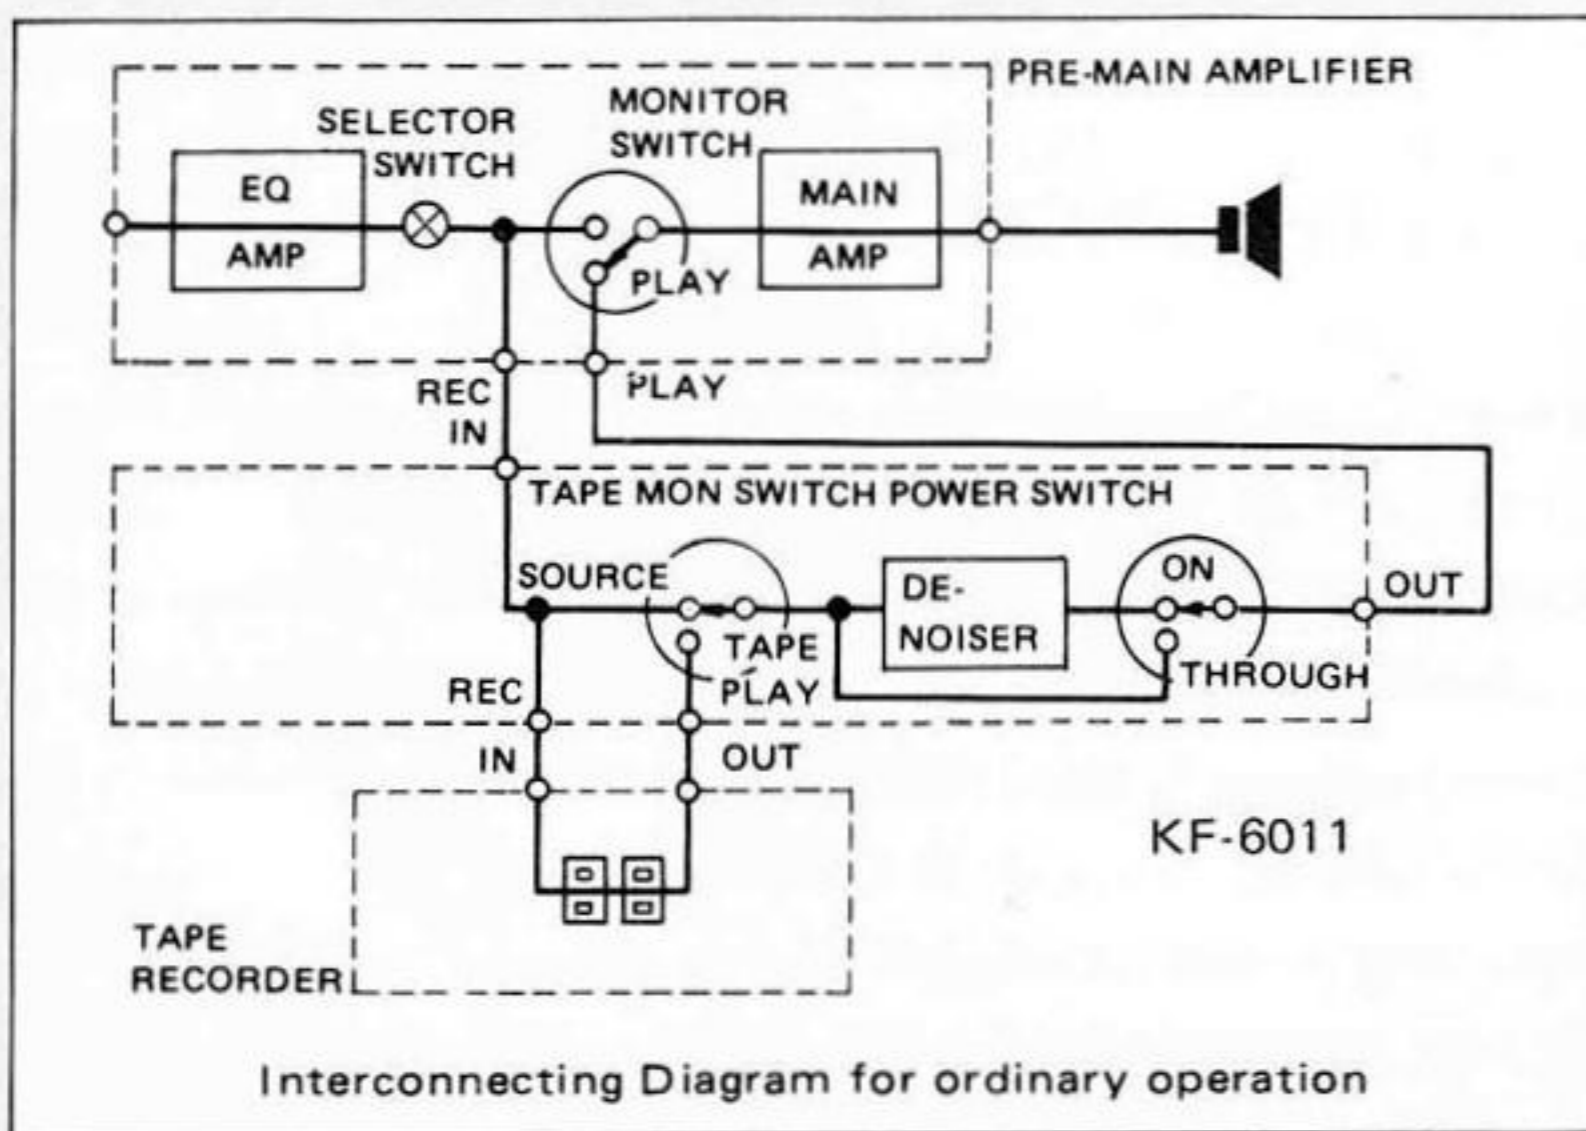 PRE-MAIN AMPLIFIER
MONITOR
SWITCH
SELECTOR
SWITCH
EQ
AMP
MAIN
AMP
PLAY
REC
IN
PLAY
TAPE MON SWITCH POWER SWITCH
SOURCE
TAPE
PLAY
DE-
NOISER
ON
THROUGH
OUT
REC
IN
OUT
KF-6011
TAPE
RECORDER
Interconnecting Diagram for ordinary operation